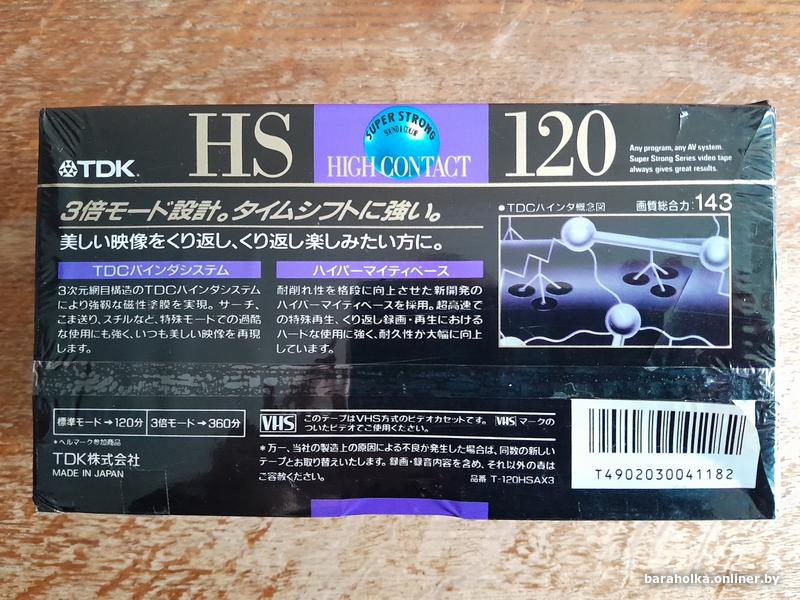 TDK
HS
SUPER STRONG
SOUND & COLOR
HIGH CONTACT
120
Any program, any AV system.
Super Strong Series video tape
always gives great results.
3倍モード設計。タイムシフトに強い。
美しい映像をくり返し、くり返し楽しみたい方に。
TDCバインダシステム
3次元網目構造のTDCバインダシステム
により強靱な磁性塗膜を実現。サーチ、
こま送り、スチルなど、特殊モードでの過酷
な使用にも強く、いつも美しい映像を再現
します。
ハイパーマイティベース
耐削れ性を格段に向上させた新開発の
ハイパーマイティベースを採用。超高速で
の特殊再生、くり返し録画・再生における
ハードな使用に強く、耐久性が大幅に向上
しています。
•TDCバインダ概念図
画質総合力:143
標準モード→120分
3倍モード→360分
*ベルマーク参加商品
TDK株式会社
MADE IN JAPAN
VHS このテープはVHS方式のビデオカセットです。 VHS マークの
ついたビデオでご使用ください。
*万一、当社の製造上の原因による不良が発生した場合は、同数の新しい
テープとお取り替えいたします。録画・録音内容を含め、それ以外の責は
ご容赦ください。
品番 T-120HSAX3
T4902030041182
baraholka.onliner.by